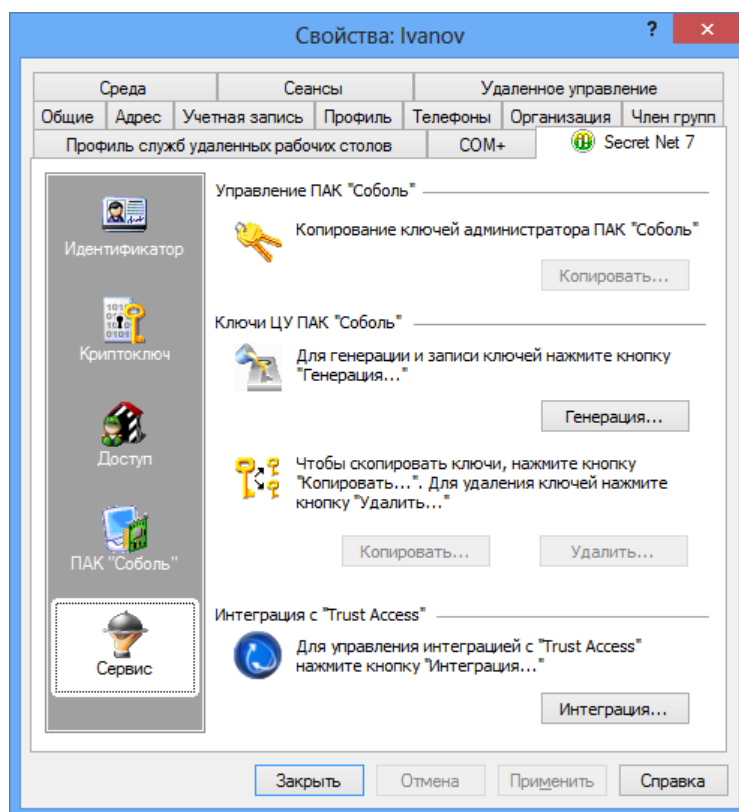 Свойства: Ivanov
?
×
Среда
Сеансы
Удаленное управление
Общие
Адрес
Учетная запись
Профиль
Телефоны
Организация
Член групп
Профиль служб удаленных рабочих столов
COM+
Secret Net 7
Идентификатор
Криптоключ
Доступ
ПАК "Соболь"
Сервис
Управление ПАК "Соболь"
Копирование ключей администратора ПАК "Соболь"
Копировать...
Ключи ЦУ ПАК "Соболь"
Для генерации и записи ключей нажмите кнопку
"Генерация..."
Генерация...
Чтобы скопировать ключи, нажмите кнопку
"Копировать...". Для удаления ключей нажмите
кнопку "Удалить..."
Копировать...
Удалить...
Интеграция с "Trust Access"
Для управления интеграцией с "Trust Access"
нажмите кнопку "Интеграция..."
Интеграция...
Закрыть
Отмена
Применить
Справка